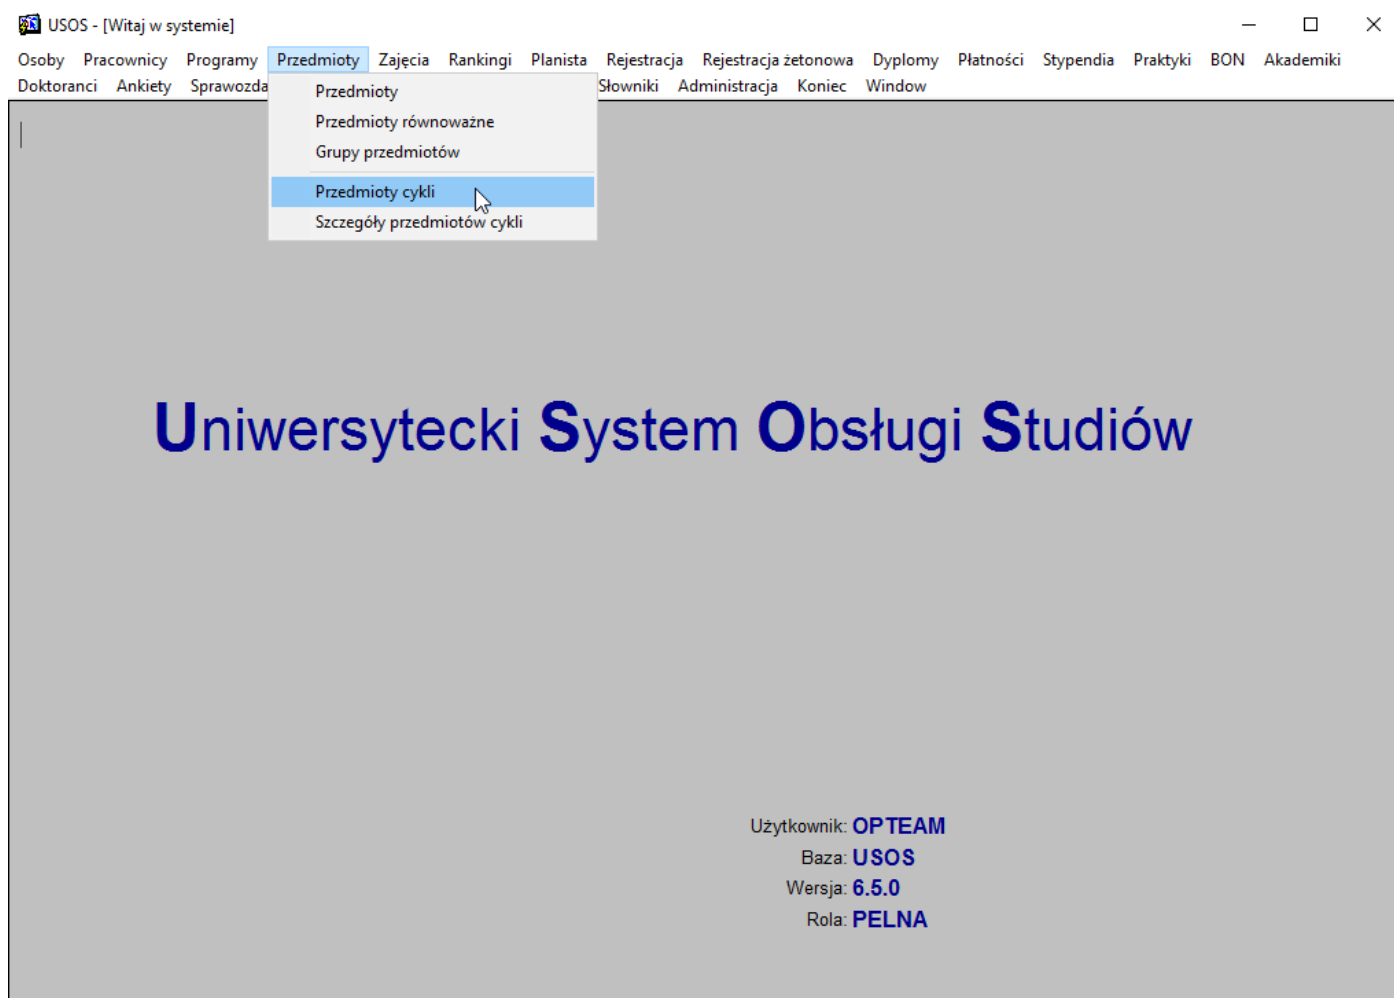 USOS - [Witaj w systemie]
Osoby Pracownicy Programy Przedmioty Zajęcia Rankingi Planista Rejestracja Rejestracja żetonowa Dyplomy Płatności Stypendia Praktyki BON Akademiki
Doktoranci Ankiety Sprawozda Słowniki Administracja Koniec Window
Przedmioty
Przedmioty równoważne
Grupy przedmiotów
Przedmioty cykli
Szczegóły przedmiotów cykli
Uniwersytecki System Obsługi Studiów
Użytkownik: OPTEAM
Baza: USOS
Wersja: 6.5.0
Rola: PELNA